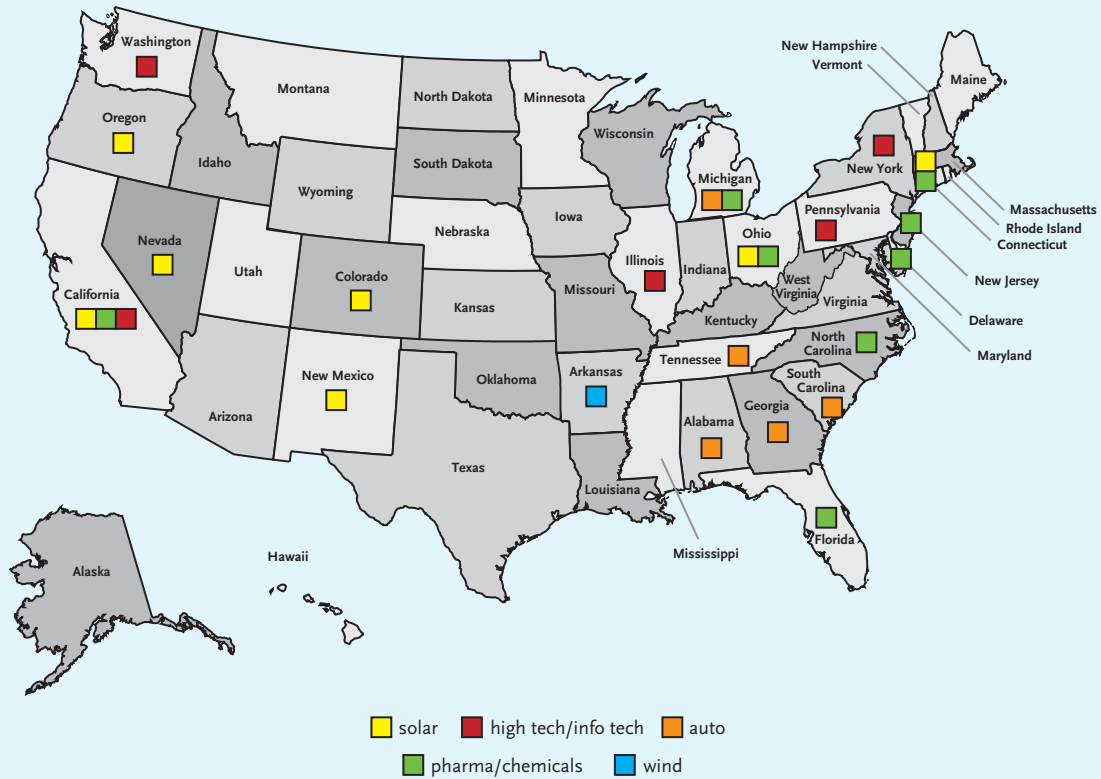 New Hampshire
Vermont
Washington
Maine
Montana
North Dakota
Minnesota
Oregon
Wisconsin
Idaho
South Dakota
New York
Michigan
Wyoming
Massachusetts
Pennsylvania
Iowa
Rhode Island
Nebraska
Ohio
Connecticut
Nevada
Illinois
Indiana
Utah
Colorado
West
Virginia
New Jersey
Missouri
California
Kansas
Virginia
Kentucky
Delaware
North
Carolina
Maryland
Tennessee
New Mexico
Oklahoma
Arkansas
South
Carolina
Georgia
Arizona
Alabama
Texas
Louisiana
Florida
Mississippi
Hawaii
Alaska
solar
high tech/info tech
auto
pharma/chemicals
wind